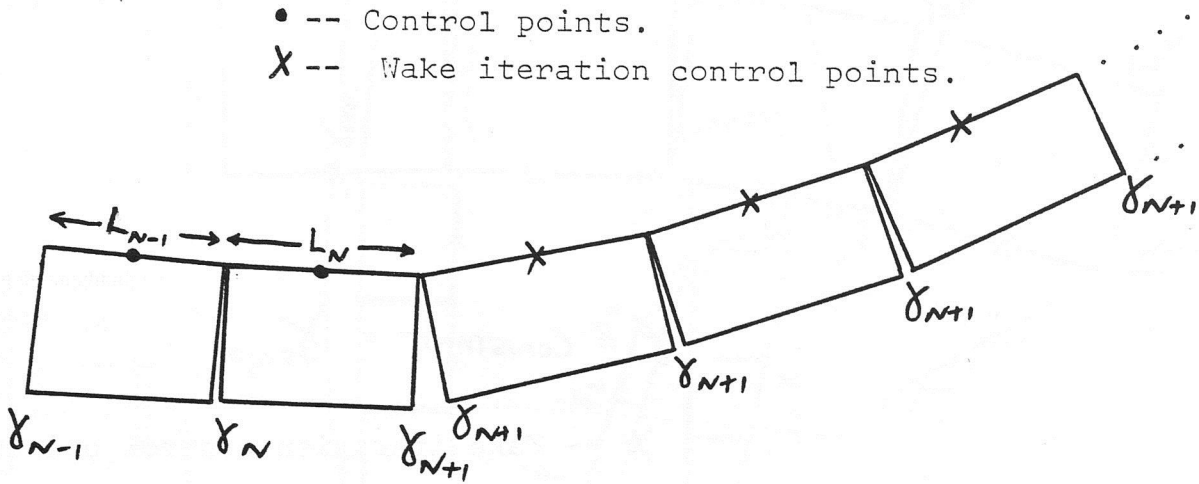 • -- Control points.
X -- Wake iteration control points.
L_{N-1}
L_N
γ_{N-1}
γ_N
γ_{N+1}
γ_{N+1}
γ_{N+1}
γ_{N+1}
γ_{N+1}